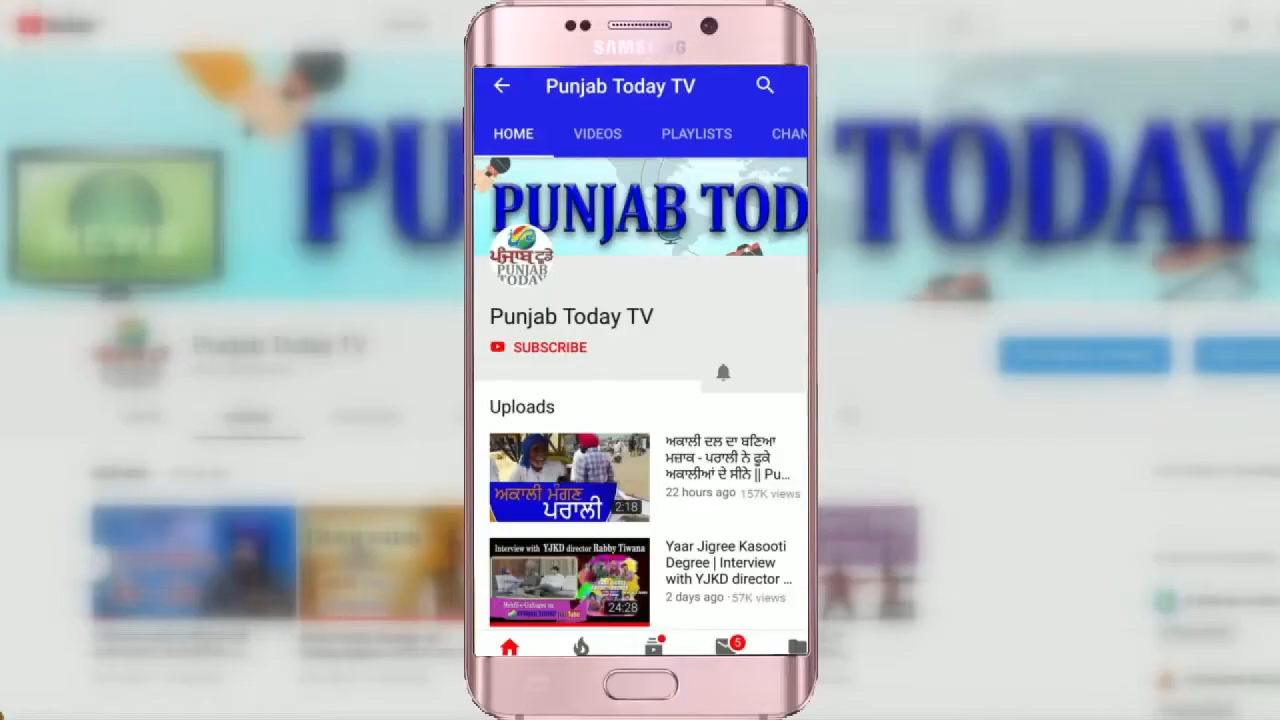 SAMSUNG
Punjab Today TV
HOME VIDEOS PLAYLISTS CHAN
PUNJAB TOD
PU
TODAY
ਪੰਜਾਬ ਟੂਡੇ
PUNJAB
TODAY
Punjab Today TV
SUBSCRIBE
Uploads
ਅਕਾਲੀ ਮੰਗਣ
ਪਰਾਲੀ
2:18
ਅਕਾਲੀ ਦਲ ਦਾ ਬਣਿਆ
ਮਜ਼ਾਕ - ਪਰਾਲੀ ਨੇ ਫੂਕੇ
ਅਕਾਲੀਆਂ ਦੇ ਸੀਨੇ || Pu...
22 hours ago 157K views
Interview with YJKD director Rabby Tiwana
PUNJAB TODAY
24:28
Yaar Jigree Kasooti
Degree | Interview
with YJKD director ...
2 days ago · 57K views
5